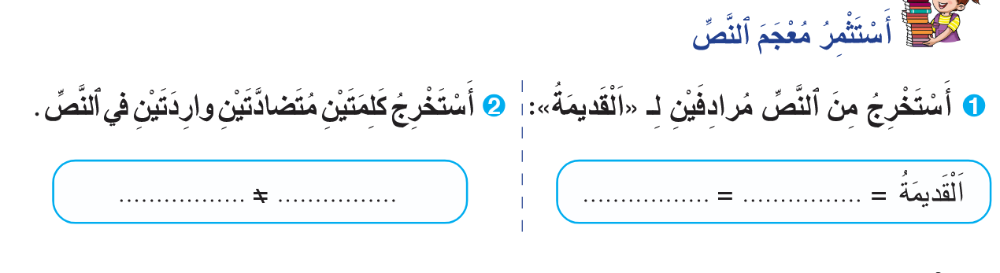 أَسْتَثْمِرُ مُعْجَمَ ٱلنَّصِّ
1 أَسْتَخْرِجُ مِنَ ٱلنَّصِّ مُرادِفَيْنِ لِـ «اَلْقَديمَةُ»:
اَلْقَديمَةُ = ................ = .................
2 أَسْتَخْرِجُ كَلِمَتَيْنِ مُتَضادَّتَيْنِ وارِدَتَيْنِ في ٱلنَّصِّ.
................ ≠ .................